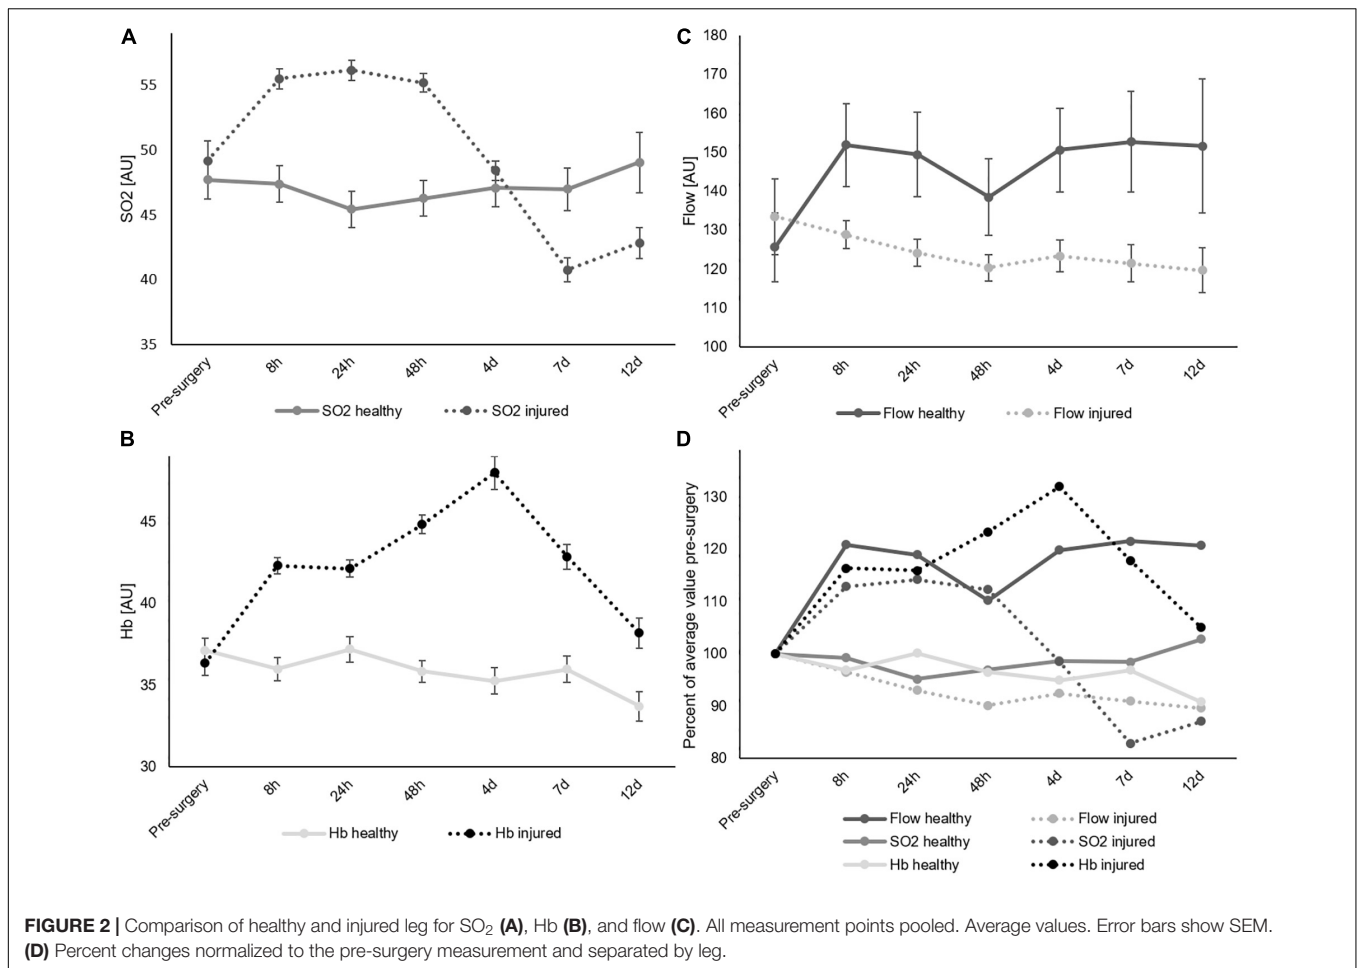 A
SO2 [AU]
55
50
45
40
35
Pre-surgery 8h 24h 48h 4d 7d 12d
SO2 healthy SO2 injured
C
Flow [AU]
180
170
160
150
140
130
120
110
100
Pre-surgery 8h 24h 48h 4d 7d 12d
Flow healthy Flow injured
B
Hb [AU]
45
40
35
30
Pre-surgery 8h 24h 48h 4d 7d 12d
Hb healthy Hb injured
D
Percent of average value pre-surgery
130
120
110
100
90
80
Pre-surgery 8h 24h 48h 4d 7d 12d
Flow healthy Flow injured
SO2 healthy SO2 injured
Hb healthy Hb injured
FIGURE 2 | Comparison of healthy and injured leg for SO₂ (A), Hb (B), and flow (C). All measurement points pooled. Average values. Error bars show SEM.
(D) Percent changes normalized to the pre-surgery measurement and separated by leg.